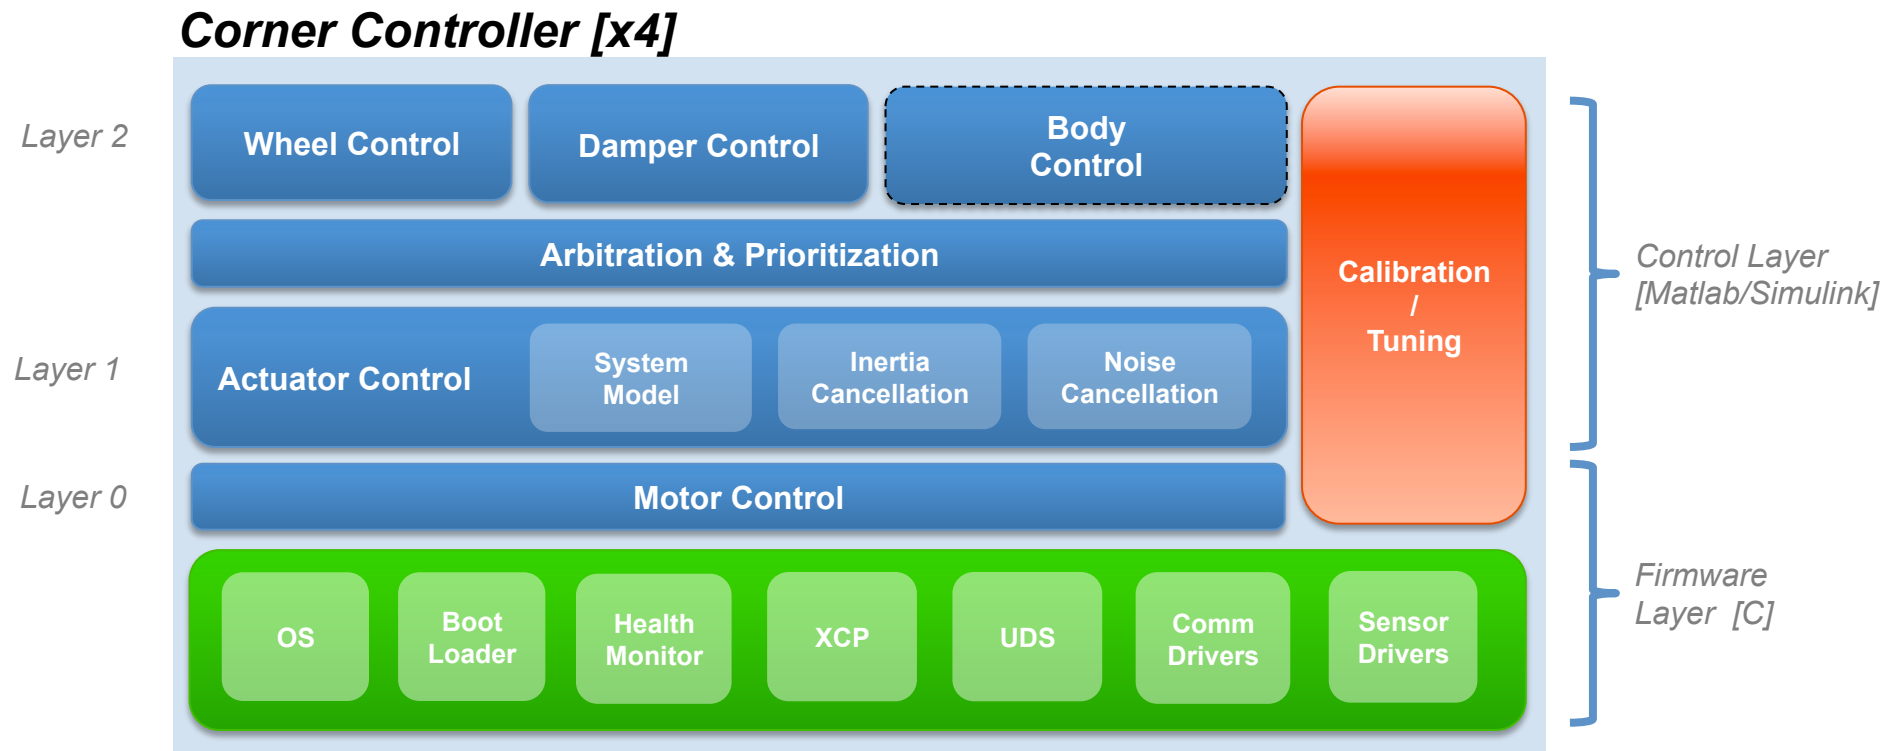 Corner Controller [x4]
Layer 2
Wheel Control
Damper Control
Body
Control
Arbitration & Prioritization
Calibration
/
Tuning
Control Layer
[Matlab/Simulink]
Layer 1
Actuator Control
System
Model
Inertia
Cancellation
Noise
Cancellation
Layer 0
Motor Control
OS
Boot
Loader
Health
Monitor
XCP
UDS
Comm
Drivers
Sensor
Drivers
Firmware
Layer [C]